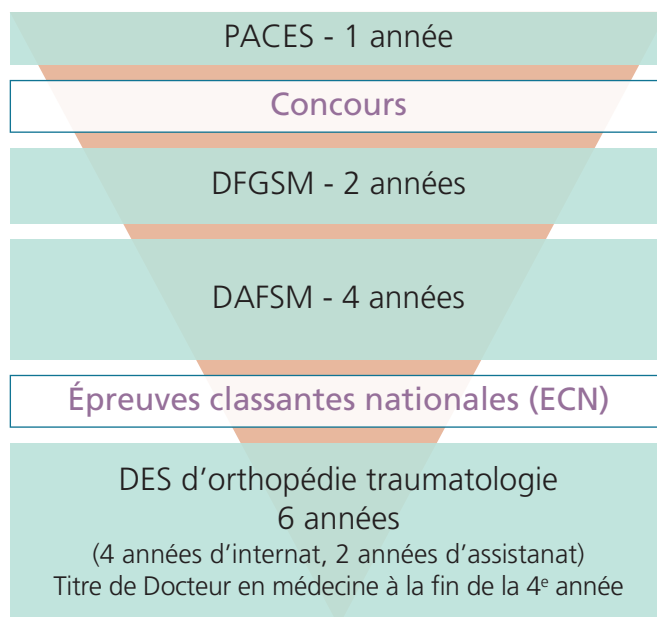 PACES - 1 année
Concours
DFGSM - 2 années
DAFSM - 4 années
Épreuves classantes nationales (ECN)
DES d’orthopédie traumatologie
6 années
(4 années d’internat, 2 années d’assistanat)
Titre de Docteur en médecine à la fin de la 4e année